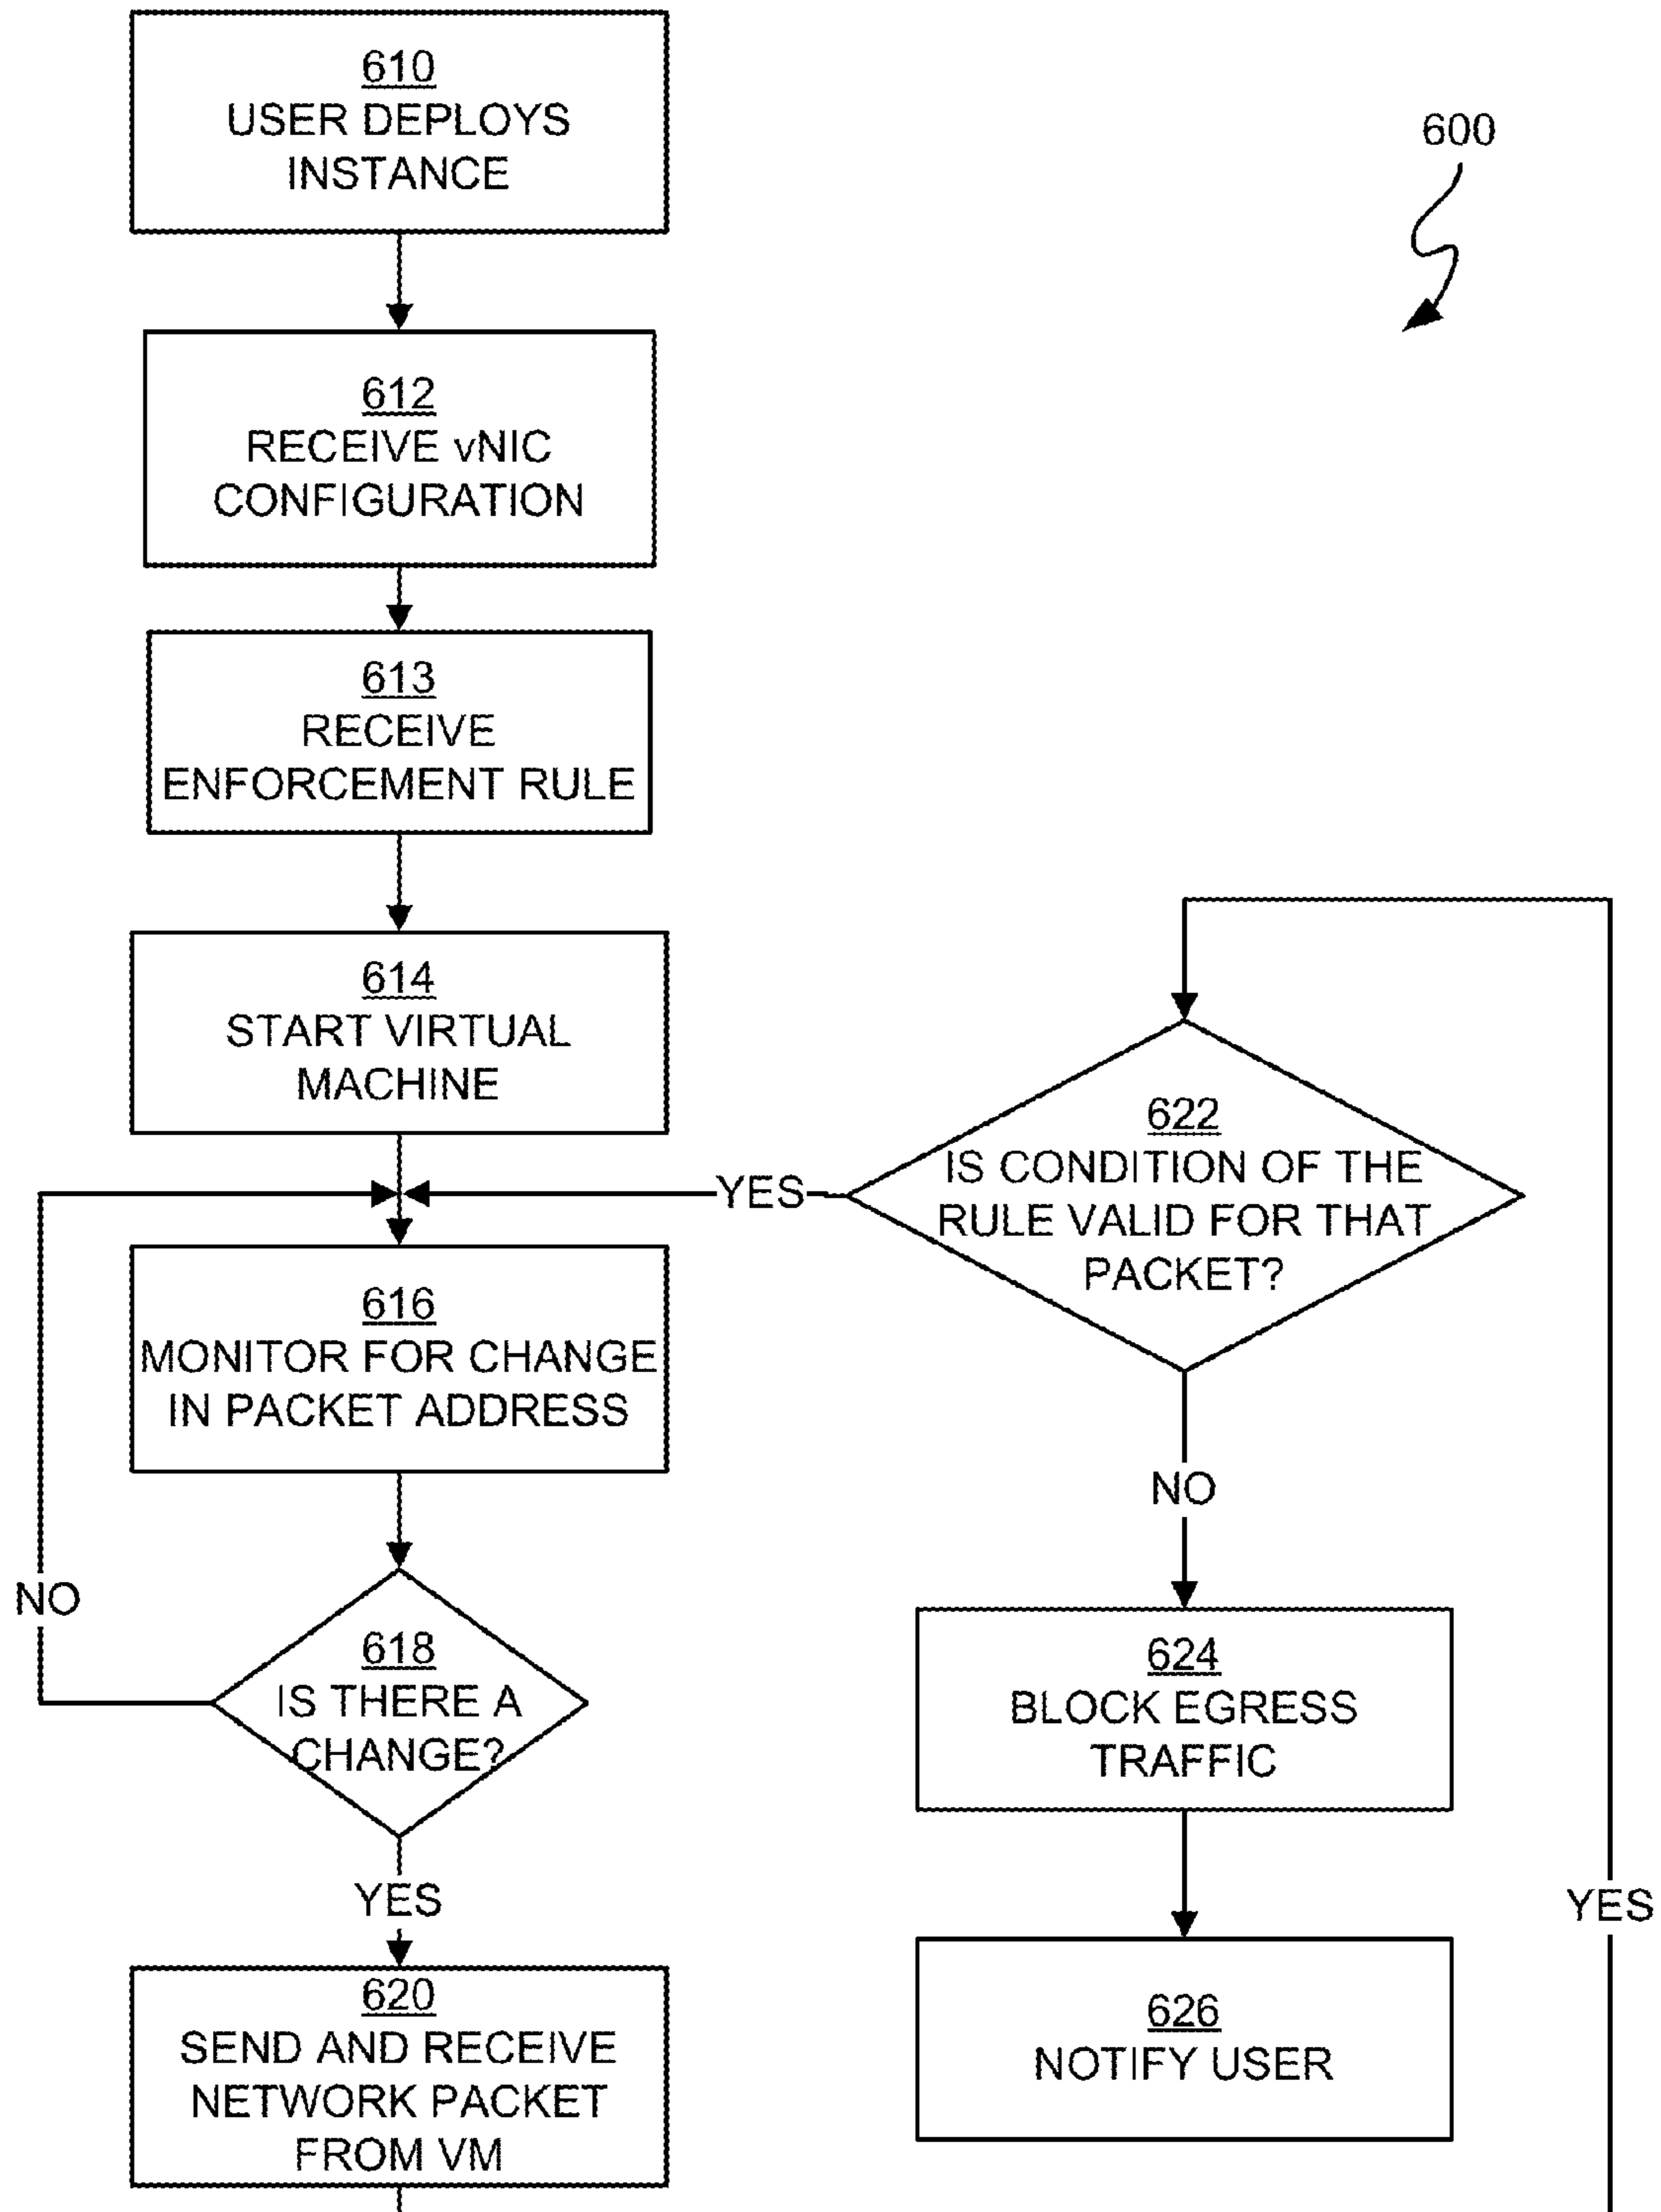 610
USER DEPLOYS
INSTANCE
600
612
RECEIVE vNIC
CONFIGURATION
613
RECEIVE
ENFORCEMENT RULE
614
START VIRTUAL
MACHINE
622
IS CONDITION OF THE
RULE VALID FOR THAT
PACKET?
YES
616
MONITOR FOR CHANGE
IN PACKET ADDRESS
NO
NO
618
IS THERE A
CHANGE?
624
BLOCK EGRESS
TRAFFIC
YES
YES
620
SEND AND RECEIVE
NETWORK PACKET
FROM VM
626
NOTIFY USER